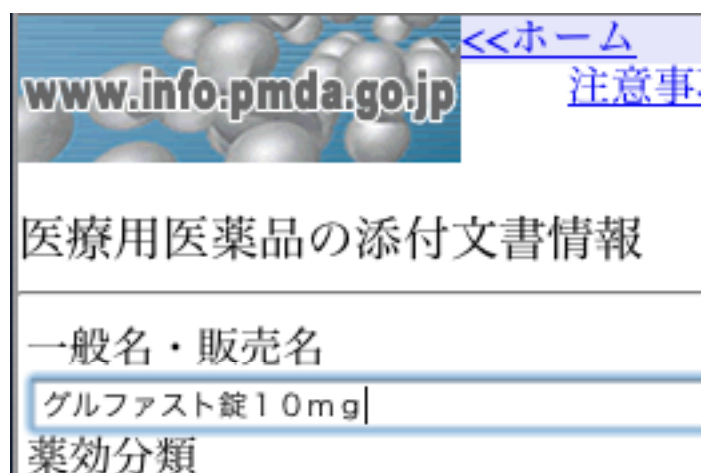 <<ホーム
www.info.pmda.go.jp
注意事
医療用医薬品の添付文書情報
一般名・販売名
グルファスト錠10mg
薬効分類